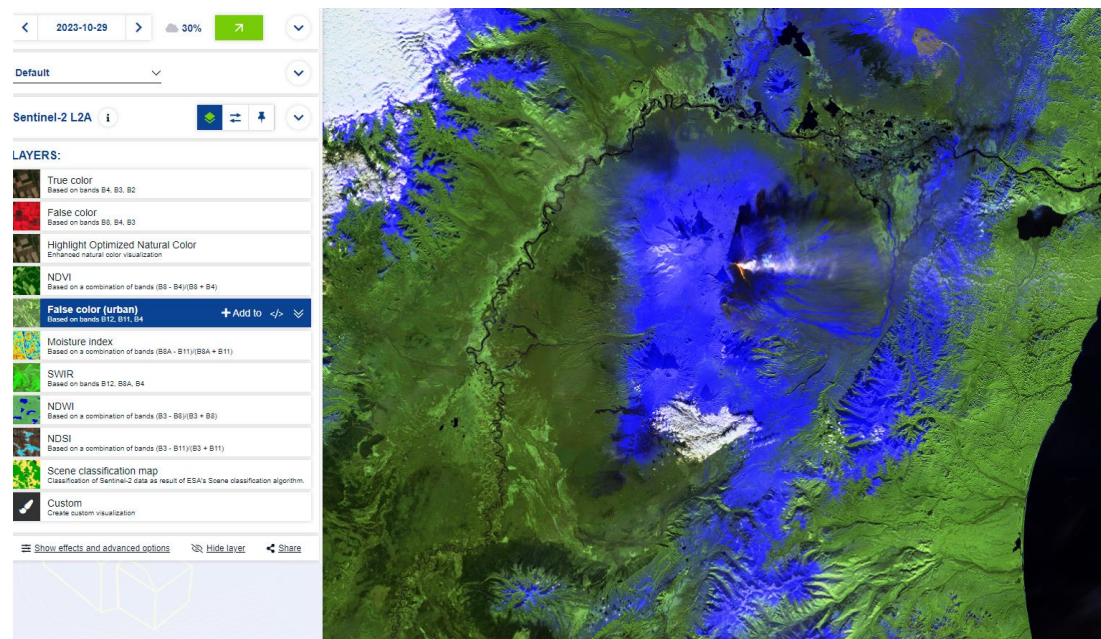 2023-10-29
30%
Default
Sentinel-2 L2A i
LAYERS:
True color
Based on bands B4, B3, B2
False color
Based on bands B8, B4, B3
Highlight Optimized Natural Color
Enhanced natural color visualization
NDVI
Based on a combination of bands (B8 - B4)/(B8 + B4)
False color (urban)
Based on bands B12, B11, B4
+ Add to </>
Moisture index
Based on a combination of bands (B8A - B11)/(B8A + B11)
SWIR
Based on bands B12, B8A, B4
NDWI
Based on a combination of bands (B3 - B8)/(B3 + B8)
NDSI
Based on a combination of bands (B3 - B11)/(B3 + B11)
Scene classification map
Classification of Sentinel-2 data as result of ESA's Scene classification algorithm.
Custom
Create custom visualization
Show effects and advanced options
Hide layer
Share